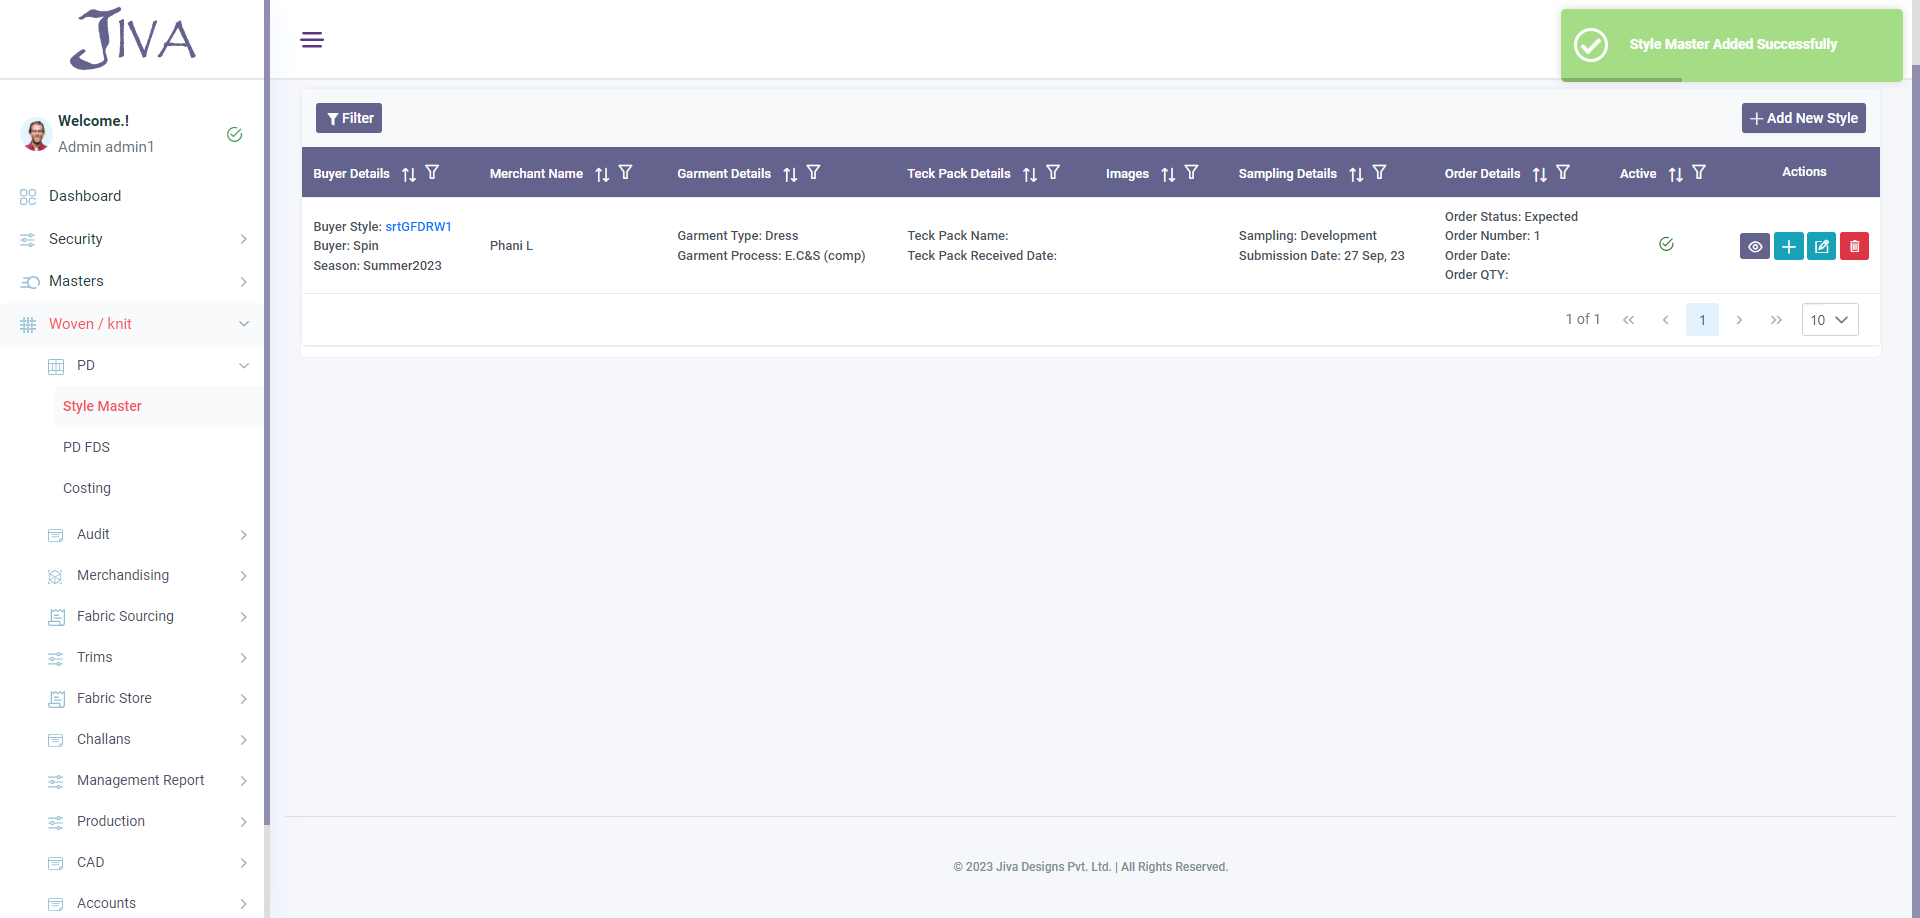 JIVA
Style Master Added Successfully
Welcome.!
Admin admin1
Dashboard
Security
Masters
Woven / knit
PD
Style Master
PD FDS
Costing
Audit
Merchandising
Fabric Sourcing
Trims
Fabric Store
Challans
Management Report
Production
CAD
Accounts
Filter
Add New Style
Buyer Details
Merchant Name
Garment Details
Teck Pack Details
Images
Sampling Details
Order Details
Active
Actions
Buyer Style: srtGFDRW1
Buyer: Spin
Season: Summer2023
Phani L
Garment Type: Dress
Garment Process: E.C&S (comp)
Teck Pack Name:
Teck Pack Received Date:
Sampling: Development
Submission Date: 27 Sep, 23
Order Status: Expected
Order Number: 1
Order Date:
Order QTY:
1 of 1
1
10
© 2023 Jiva Designs Pvt. Ltd. | All Rights Reserved.